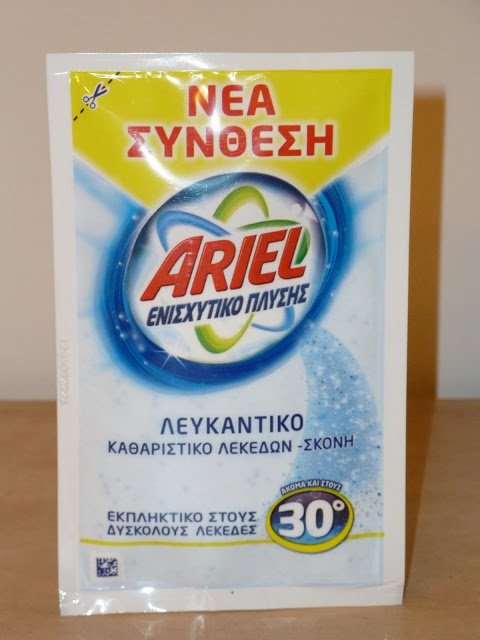 ΝΕΑ
ΣΥΝΘΕΣΗ
ARIEL
ΕΝΙΣΧΥΤΙΚΟ ΠΛΥΣΗΣ
ΛΕΥΚΑΝΤΙΚΟ
ΚΑΘΑΡΙΣΤΙΚΟ ΛΕΚΕΔΩΝ -ΣΚΟΝΗ
ΑΚΟΜΑ ΚΑΙ ΣΤΟΥΣ
30°
ΕΚΠΛΗΚΤΙΚΟ ΣΤΟΥΣ
ΔΥΣΚΟΛΟΥΣ ΛΕΚΕΔΕΣ